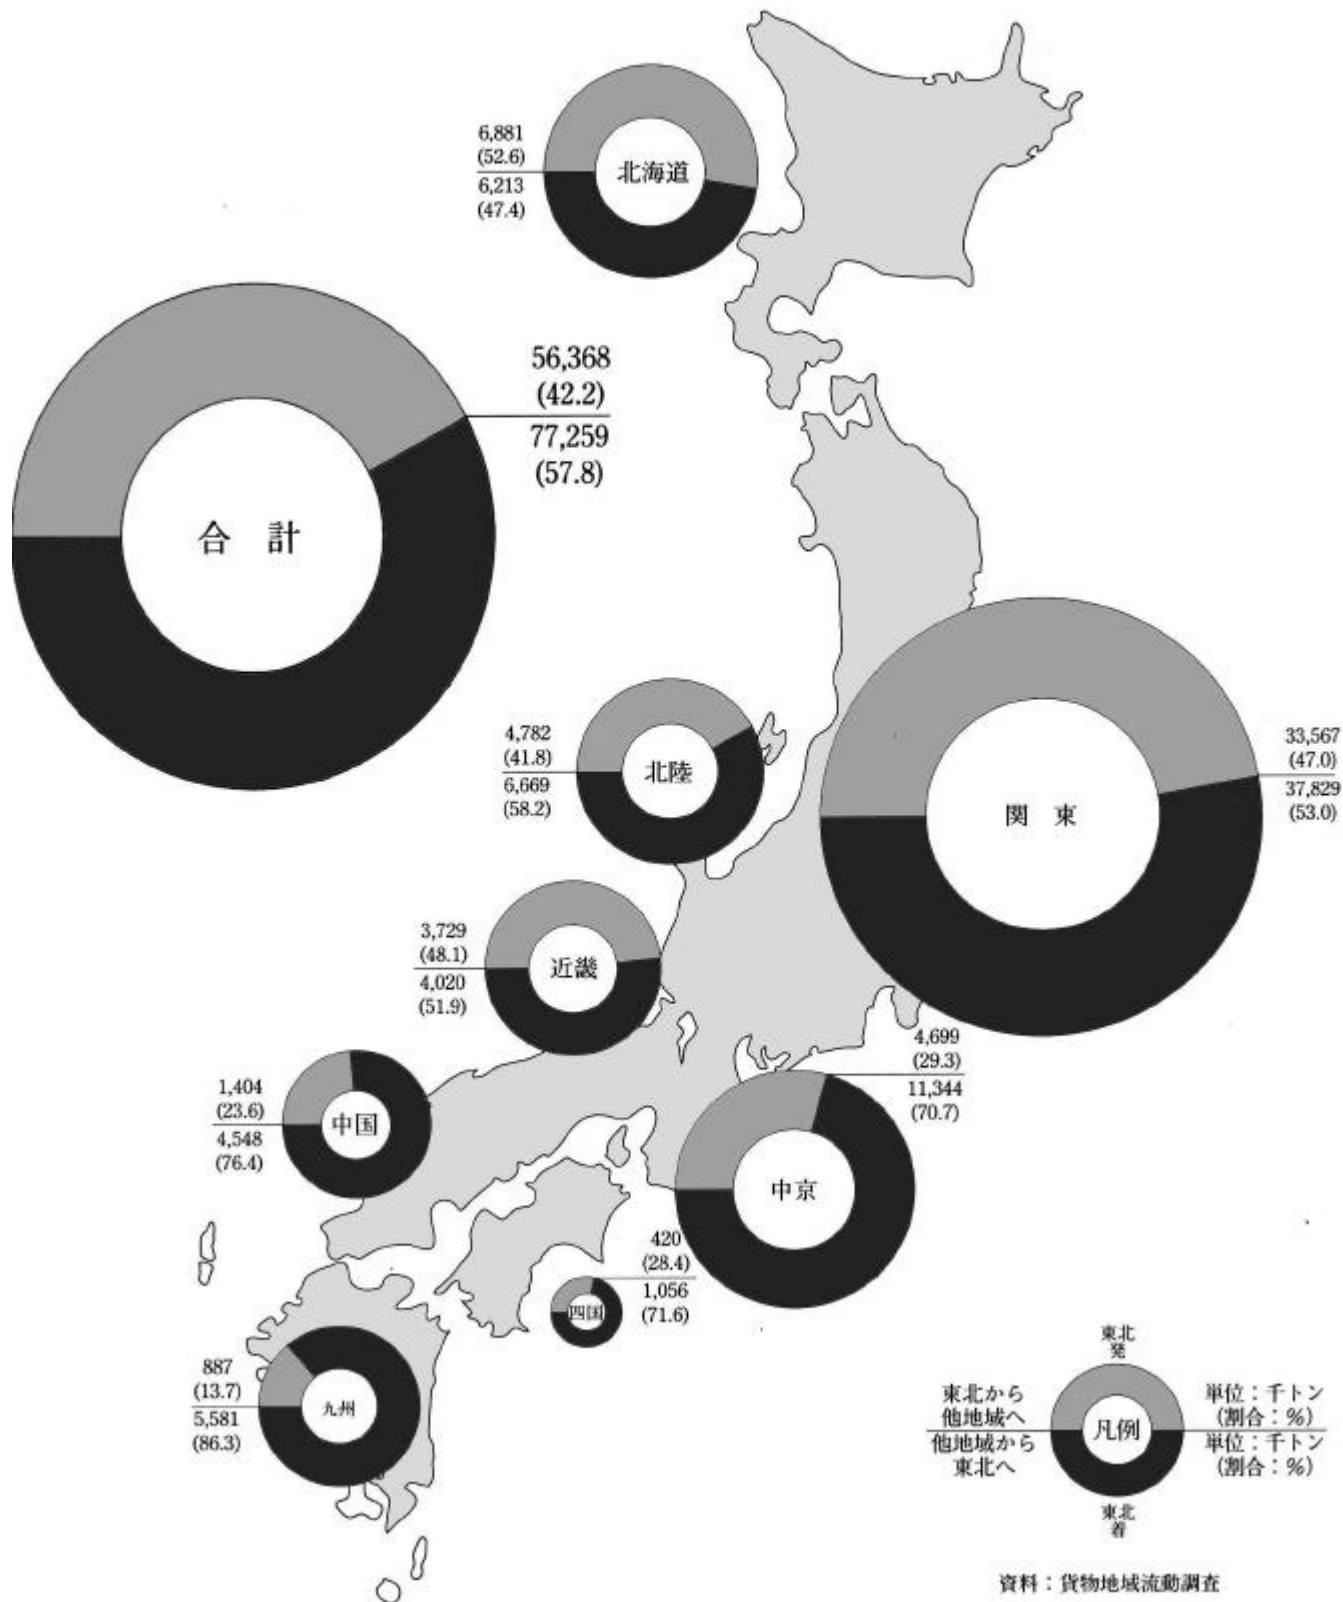 6,881
(52.6)
6,213
(47.4)
北海道
56,368
(42.2)
77,259
(57.8)
合 計
4,782
(41.8)
6,669
(58.2)
北陸
33,567
(47.0)
37,829
(53.0)
関 東
3,729
(48.1)
4,020
(51.9)
近畿
4,699
(29.3)
11,344
(70.7)
中京
1,404
(23.6)
4,548
(76.4)
中国
420
(28.4)
1,056
(71.6)
四国
887
(13.7)
5,581
(86.3)
九州
東北
発
東北から
他地域へ
単位：千トン
(割合：%)
凡例
他地域から
東北へ
単位：千トン
(割合：%)
東北
着
資料：貨物地域流動調査